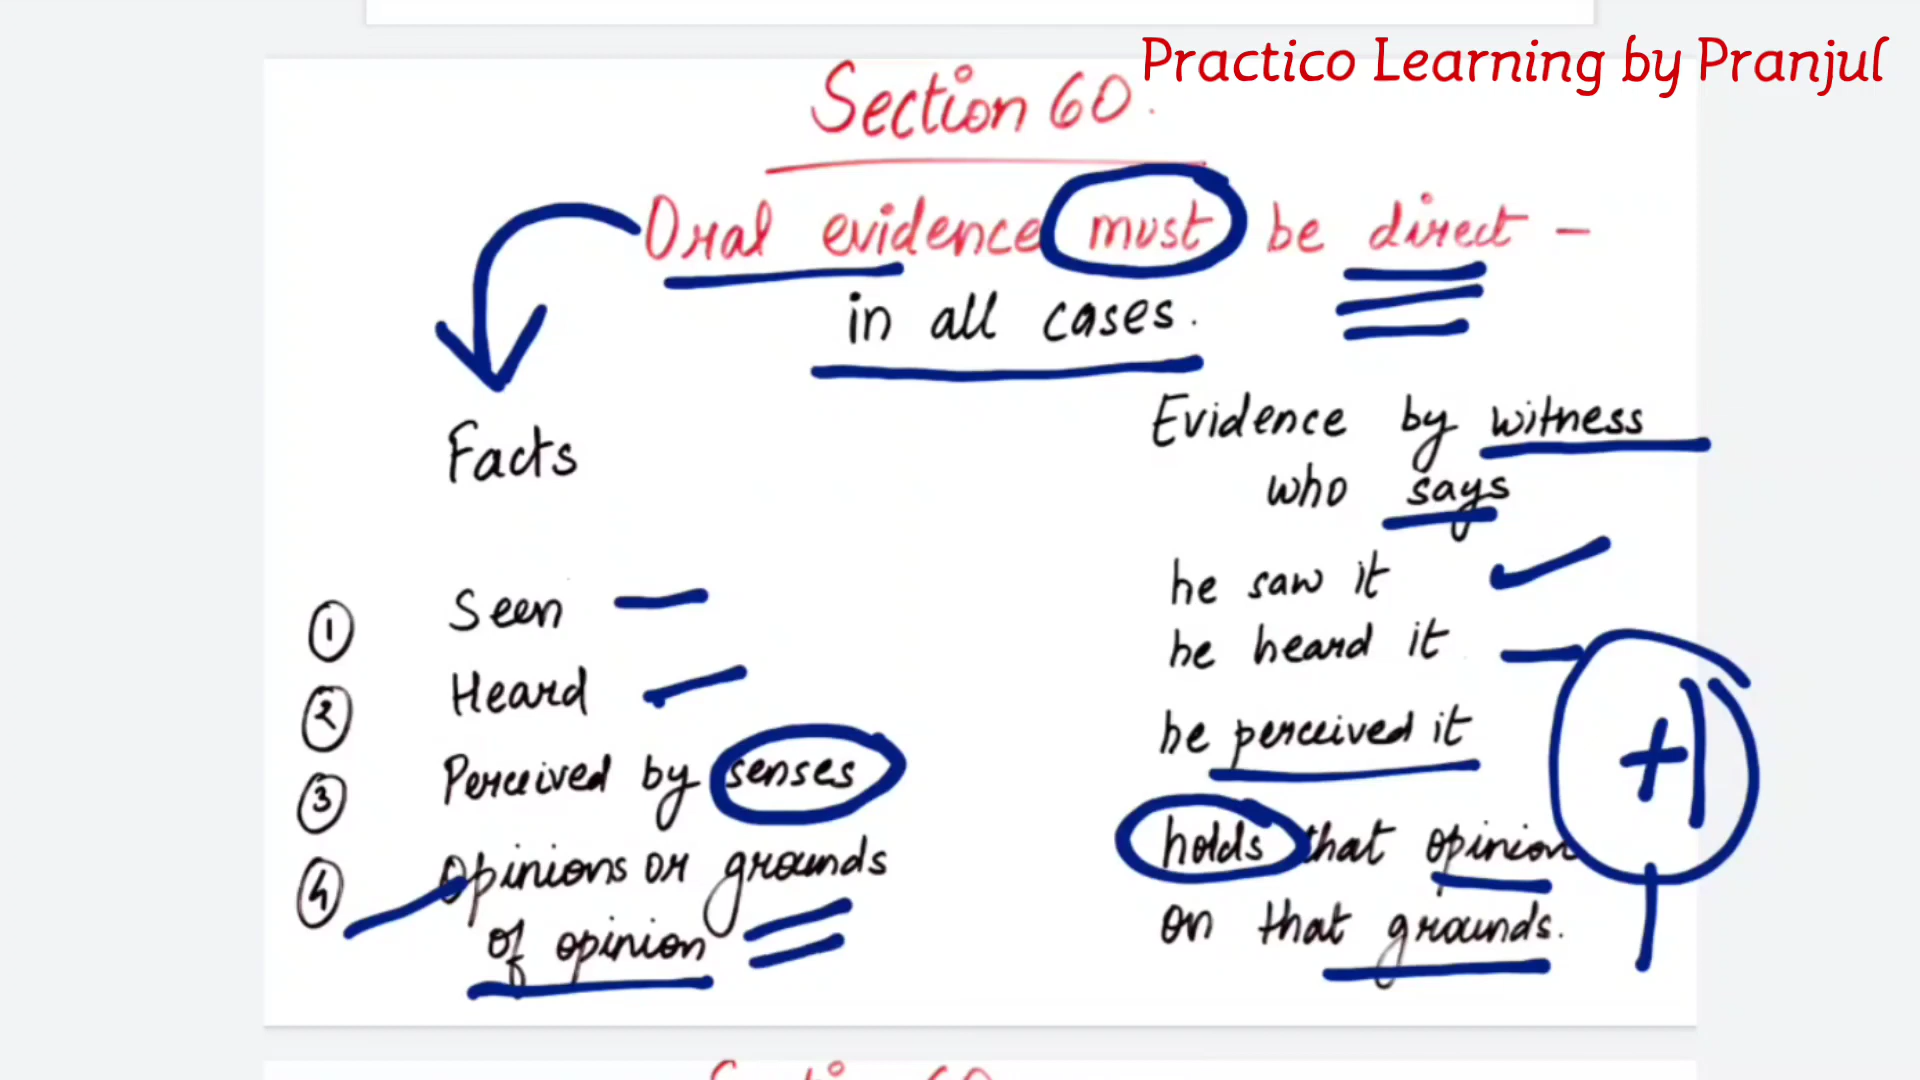 Practico Learning by Pranjul
Section 60.
Oral evidence must be direct -
in all cases.
Facts
Evidence by witness
who says
① Seen
he saw it
② Heard
he heard it
③ Perceived by senses
he perceived it
④ Opinions or grounds
of opinion
holds that opinion
on that grounds.